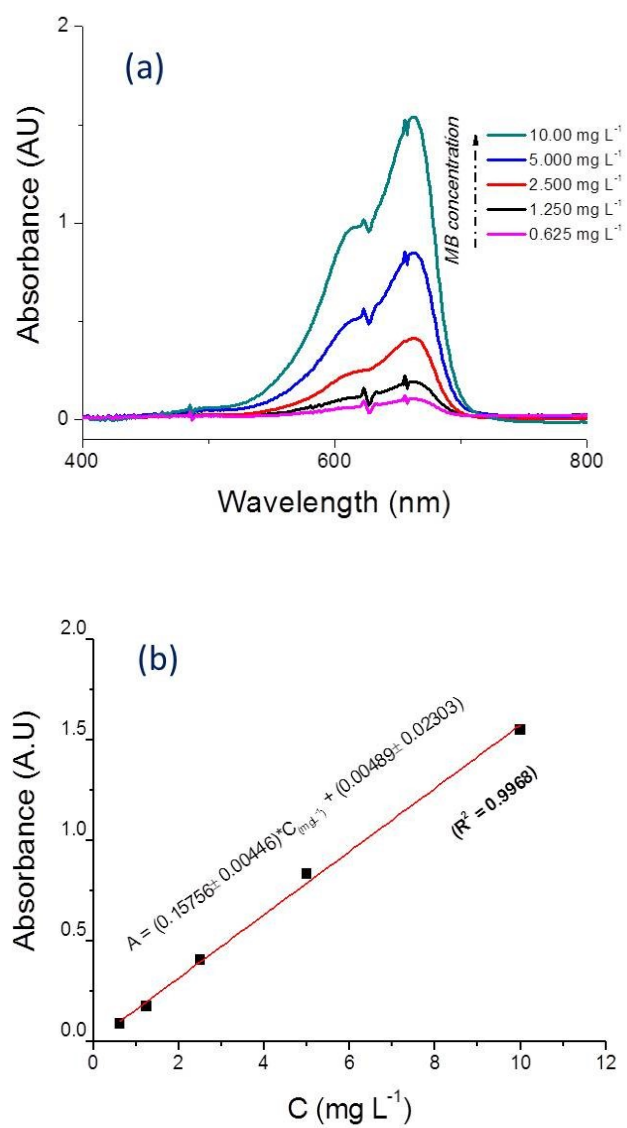 (a)
2
1
0
Absorbance (AU)
MB concentration
10.00 mg L⁻¹
5.000 mg L⁻¹
2.500 mg L⁻¹
1.250 mg L⁻¹
0.625 mg L⁻¹
400 600 800
Wavelength (nm)
(b)
2.0
1.5
1.0
0.5
0.0
Absorbance (A.U)
A = (0.15756± 0.00446)*C(mgL⁻¹) + (0.00489± 0.02303)
(R² = 0.9968)
0 2 4 6 8 10 12
C (mg L⁻¹)